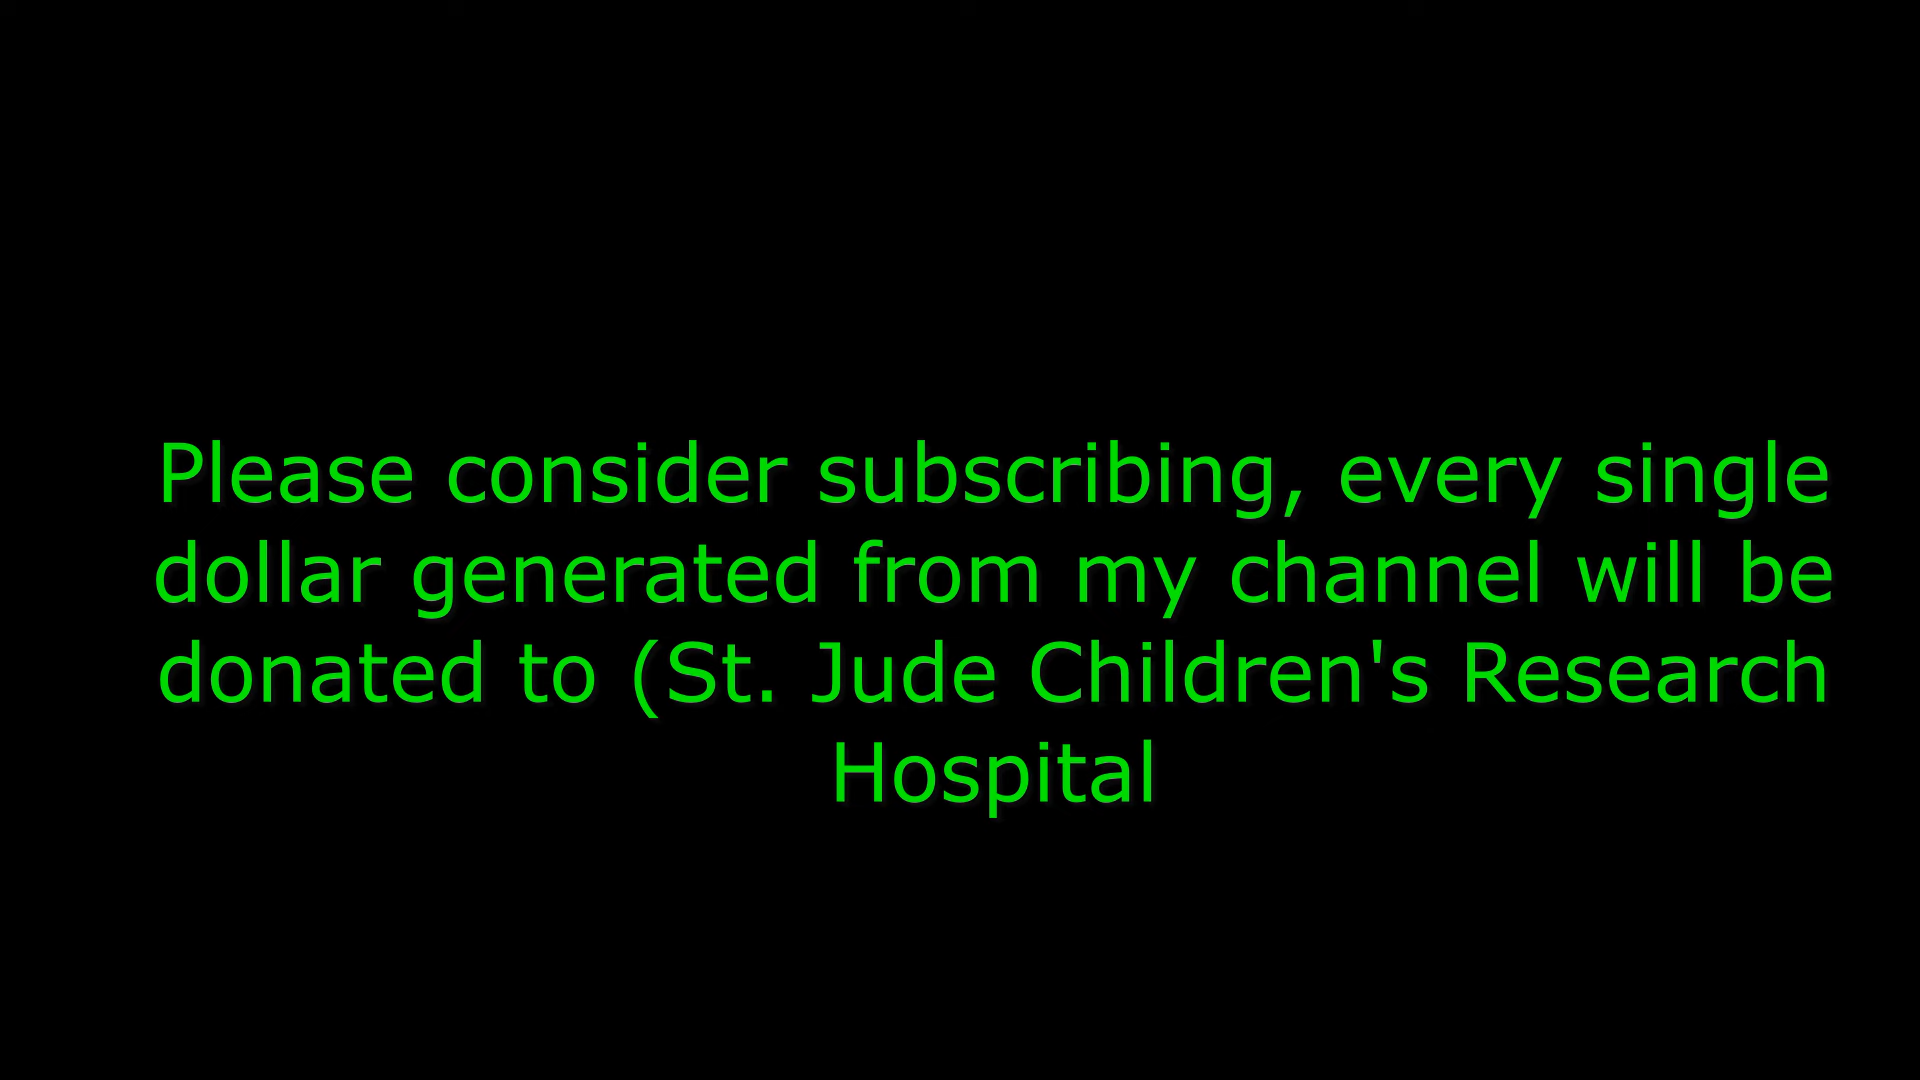 Please consider subscribing, every single
dollar generated from my channel will be
donated to (St. Jude Children's Research
Hospital